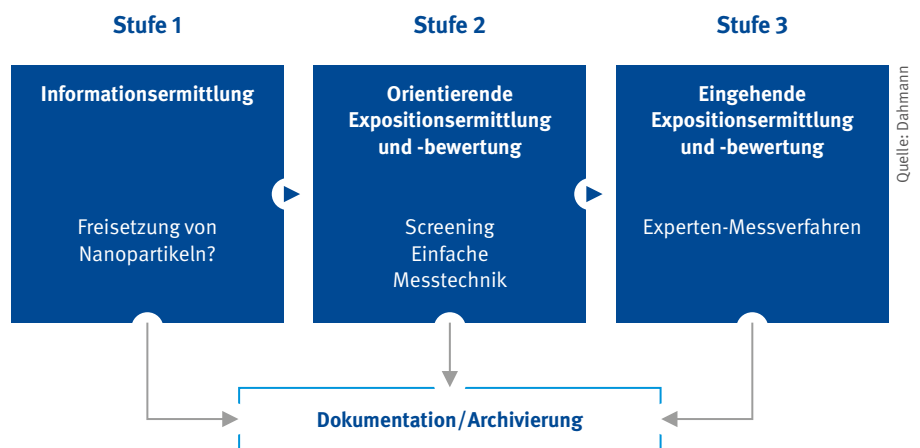 Stufe 1
Informationsermittlung
Freisetzung von
Nanopartikeln?
Stufe 2
Orientierende
Expositionsermittlung
und -bewertung
Screening
Einfache
Messtechnik
Stufe 3
Eingehende
Expositionsermittlung
und -bewertung
Experten-Messverfahren
Quelle: Dahmann
Dokumentation/Archivierung